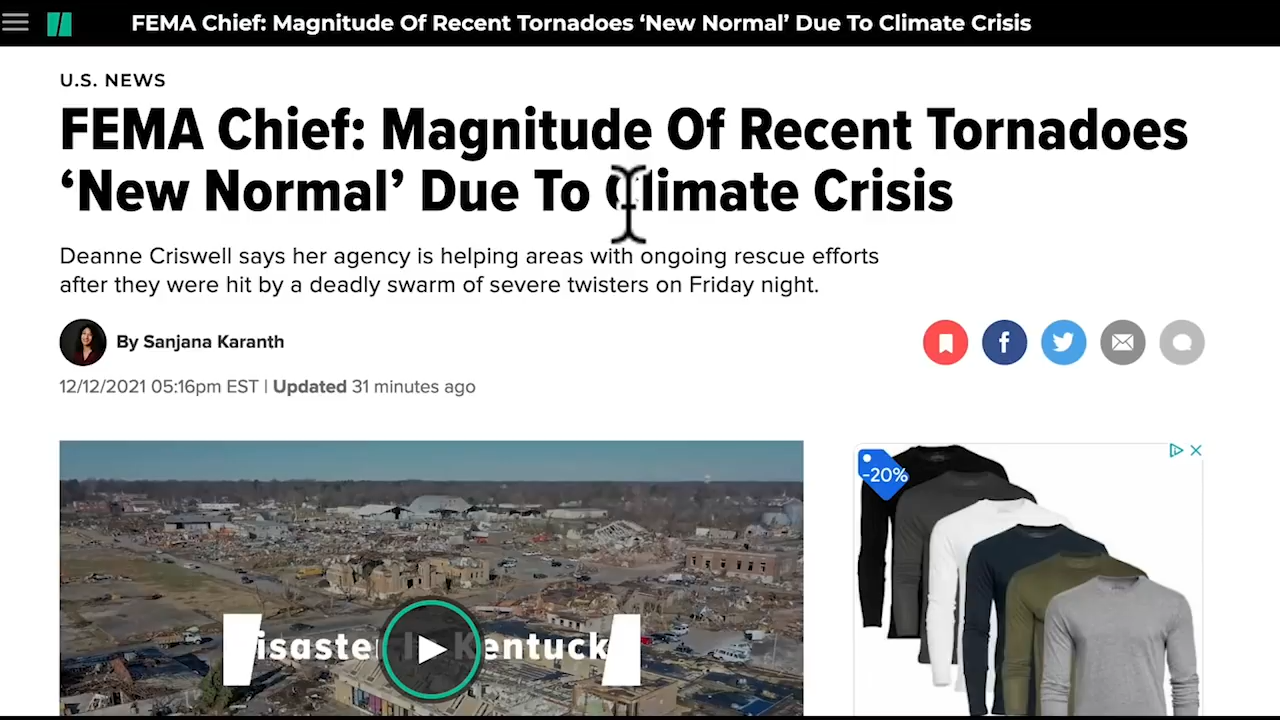 FEMA Chief: Magnitude Of Recent Tornadoes ‘New Normal’ Due To Climate Crisis
U.S. NEWS
FEMA Chief: Magnitude Of Recent Tornadoes
‘New Normal’ Due To Climate Crisis
Deanne Criswell says her agency is helping areas with ongoing rescue efforts
after they were hit by a deadly swarm of severe twisters on Friday night.
By Sanjana Karanth
12/12/2021 05:16pm EST | Updated 31 minutes ago
-20%
isaste In Kentuck